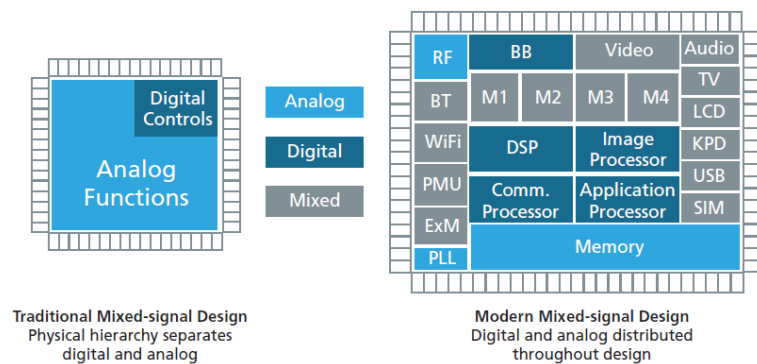 Digital
Controls
Analog
Functions
Analog
Digital
Mixed
RF
BB
Video
Audio
BT
M1
M2
M3
M4
TV
LCD
WiFi
DSP
Image
Processor
KPD
PMU
Comm.
Processor
Application
Processor
USB
SIM
ExM
PLL
Memory
Traditional Mixed-signal Design
Physical hierarchy separates
digital and analog
Modern Mixed-signal Design
Digital and analog distributed
throughout design